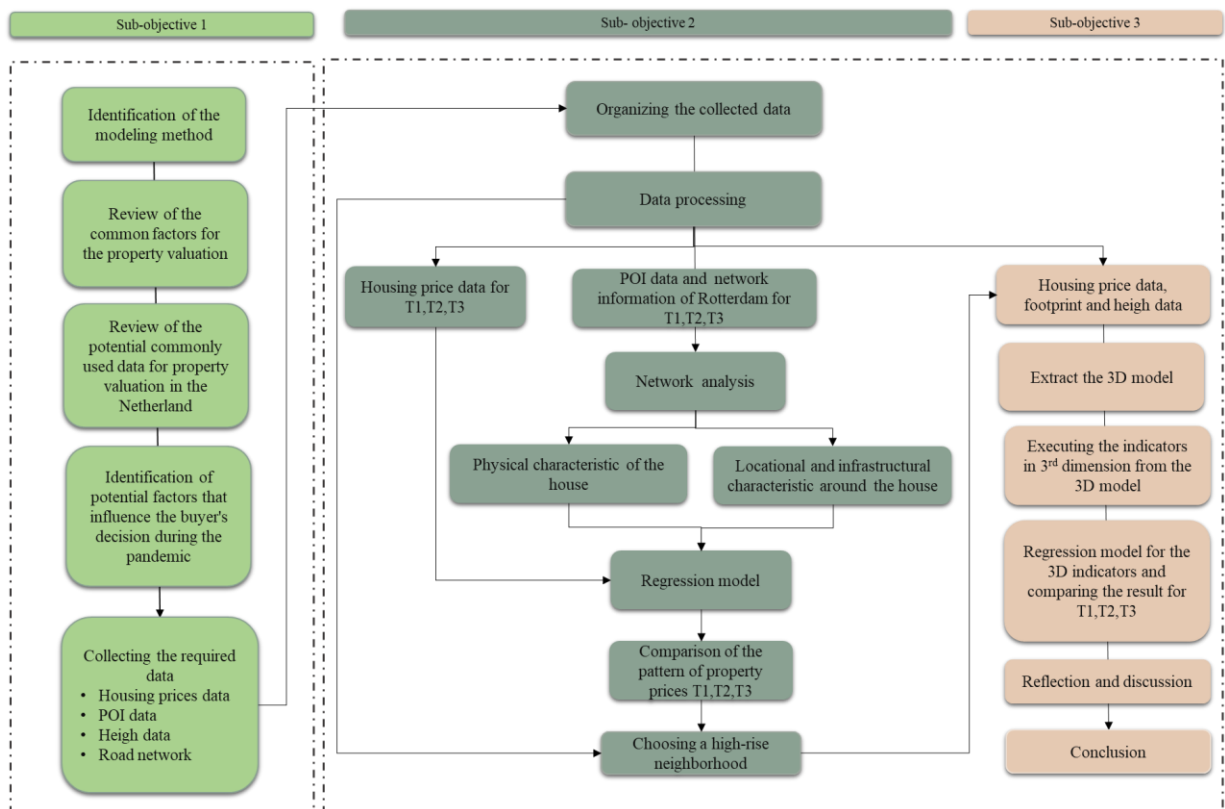 Sub-objective 1
Sub- objective 2
Sub-objective 3
Identification of the
modeling method
Review of the
common factors for
the property valuation
Review of the
potential commonly
used data for property
valuation in the
Netherland
Identification of
potential factors that
influence the buyer's
decision during the
pandemic
Collecting the required
data
• Housing prices data
• POI data
• Heigh data
• Road network
Organizing the collected data
Data processing
Housing price data for
T1,T2,T3
POI data and network
information of Rotterdam for
T1,T2,T3
Network analysis
Physical characteristic of the
house
Locational and infrastructural
characteristic around the house
Regression model
Comparison of the
pattern of property
prices T1,T2,T3
Choosing a high-rise
neighborhood
Housing price data,
footprint and heigh data
Extract the 3D model
Executing the indicators
in 3rd dimension from the
3D model
Regression model for the
3D indicators and
comparing the result for
T1,T2,T3
Reflection and discussion
Conclusion